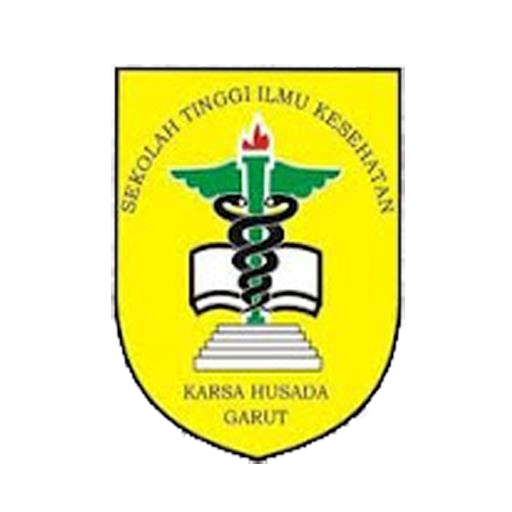 SEKOLAH TINGGI ILMU KESEHATAN
KARSA HUSADA
GARUT